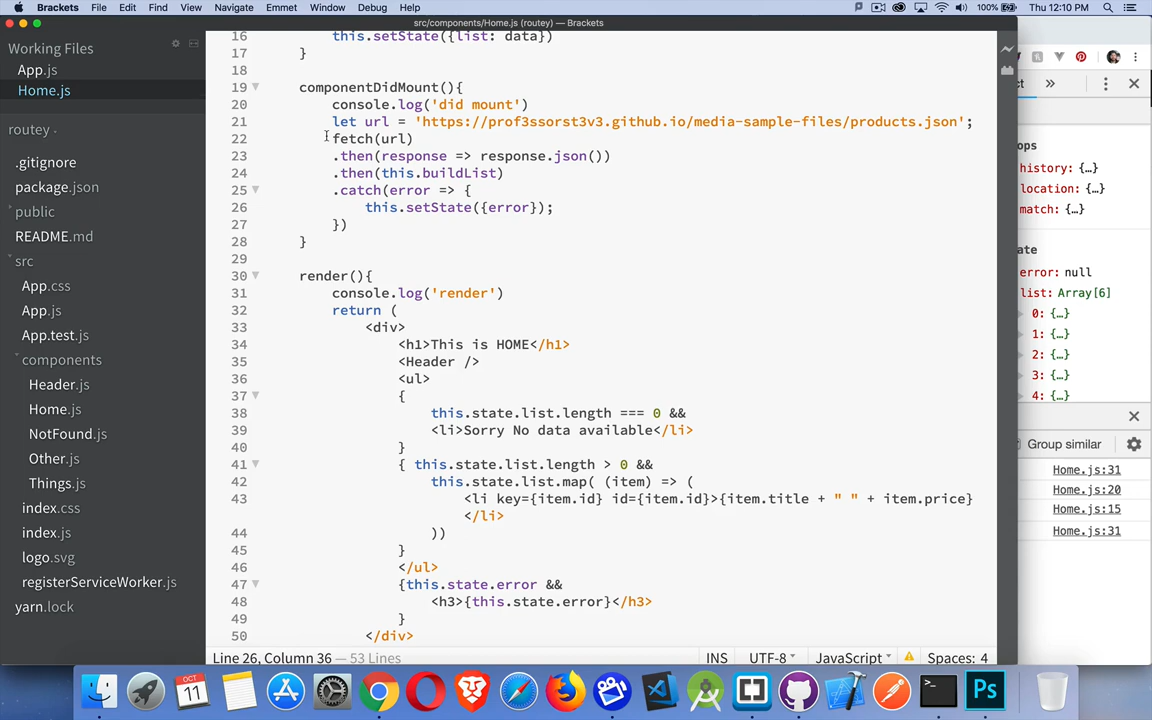 Brackets File Edit Find View Navigate Emmet Window Debug Help 100% Thu 12:10 PM
src/components/Home.js (routey) — Brackets
Working Files
App.js
Home.js
routey
.gitignore
package.json
public
README.md
src
App.css
App.js
App.test.js
components
Header.js
Home.js
NotFound.js
Other.js
Things.js
index.css
index.js
logo.svg
registerServiceWorker.js
yarn.lock
16 this.setState({list: data})
17 }
18
19 componentDidMount(){
20 console.log('did mount')
21 let url = 'https://prof3ssorst3v3.github.io/media-sample-files/products.json';
22 fetch(url)
23 .then(response => response.json())
24 .then(this.buildList)
25 .catch(error => {
26 this.setState({error});
27 })
28 }
29
30 render(){
31 console.log('render')
32 return (
33 <div>
34 <h1>This is HOME</h1>
35 <Header />
36 <ul>
37 {
38 this.state.list.length === 0 &&
39 <li>Sorry No data available</li>
40 }
41 { this.state.list.length > 0 &&
42 this.state.list.map( (item) => (
43 <li key={item.id} id={item.id}>{item.title + " " + item.price}
</li>
44 ))
45 }
46 </ul>
47 {this.state.error &&
48 <h3>{this.state.error}</h3>
49 }
50 </div>
Line 26, Column 36 — 53 Lines
INS UTF-8 JavaScript Spaces: 4
ct
ops
history: {…}
location: {…}
match: {…}
ate
error: null
list: Array[6]
0: {…}
1: {…}
2: {…}
3: {…}
4: {…}
Group similar
Home.js:31
Home.js:20
Home.js:15
Home.js:31
OCT
11
Ps